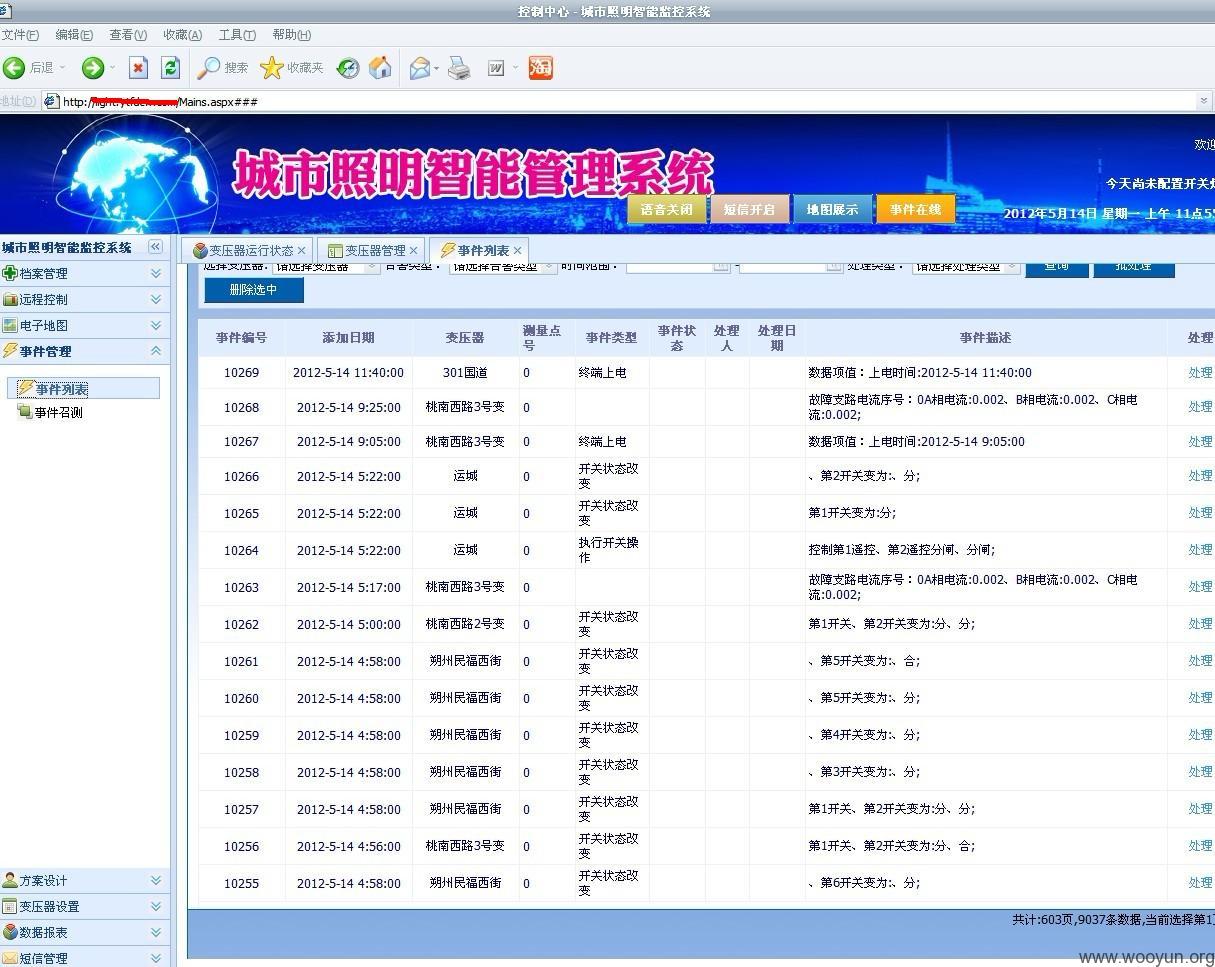 控制中心 - 城市照明智能监控系统
文件(F) 编辑(E) 查看(V) 收藏(A) 工具(T) 帮助(H)
后退 搜索 收藏夹 W 淘
地址(D) http:// /Mains.aspx###
城市照明智能管理系统
欢迎
今天尚未配置开关灯
语音关闭 短信开启 地图展示 事件在线
2012年5月14日 星期一 上午 11点55
城市照明智能监控系统
变压器运行状态 变压器管理 事件列表
档案管理
远程控制
电子地图
事件管理
事件列表
事件召测
选择变压器: 请选择变压器 告警类型: 请选择告警类型 时间范围: - 处理类型: 请选择处理类型 查询 批处理
删除选中
事件编号 添加日期 变压器 测量点号 事件类型 事件状态 处理人 处理日期 事件描述 处理
10269 2012-5-14 11:40:00 301国道 0 终端上电 数据项值：上电时间:2012-5-14 11:40:00 处理
10268 2012-5-14 9:25:00 桃南西路3号变 0 故障支路电流序号：0A相电流:0.002、B相电流:0.002、C相电流:0.002; 处理
10267 2012-5-14 9:05:00 桃南西路3号变 0 终端上电 数据项值：上电时间:2012-5-14 9:05:00 处理
10266 2012-5-14 5:22:00 运城 0 开关状态改变 、第2开关变为:、分; 处理
10265 2012-5-14 5:22:00 运城 0 开关状态改变 第1开关变为:分; 处理
10264 2012-5-14 5:22:00 运城 0 执行开关操作 控制第1遥控、第2遥控分闸、分闸; 处理
10263 2012-5-14 5:17:00 桃南西路3号变 0 故障支路电流序号：0A相电流:0.002、B相电流:0.002、C相电流:0.002; 处理
10262 2012-5-14 5:00:00 桃南西路2号变 0 开关状态改变 第1开关、第2开关变为:分、分; 处理
10261 2012-5-14 4:58:00 朔州民福西街 0 开关状态改变 、第5开关变为:、合; 处理
10260 2012-5-14 4:58:00 朔州民福西街 0 开关状态改变 、第5开关变为:、分; 处理
10259 2012-5-14 4:58:00 朔州民福西街 0 开关状态改变 、第4开关变为:、分; 处理
10258 2012-5-14 4:58:00 朔州民福西街 0 开关状态改变 、第3开关变为:、分; 处理
10257 2012-5-14 4:58:00 朔州民福西街 0 开关状态改变 第1开关、第2开关变为:分、分; 处理
10256 2012-5-14 4:56:00 桃南西路3号变 0 开关状态改变 第1开关、第2开关变为:分、合; 处理
10255 2012-5-14 4:58:00 朔州民福西街 0 开关状态改变 、第6开关变为:、分; 处理
方案设计
变压器设置
数据报表
短信管理
共计:603页,9037条数据,当前选择第1
www.wooyun.org